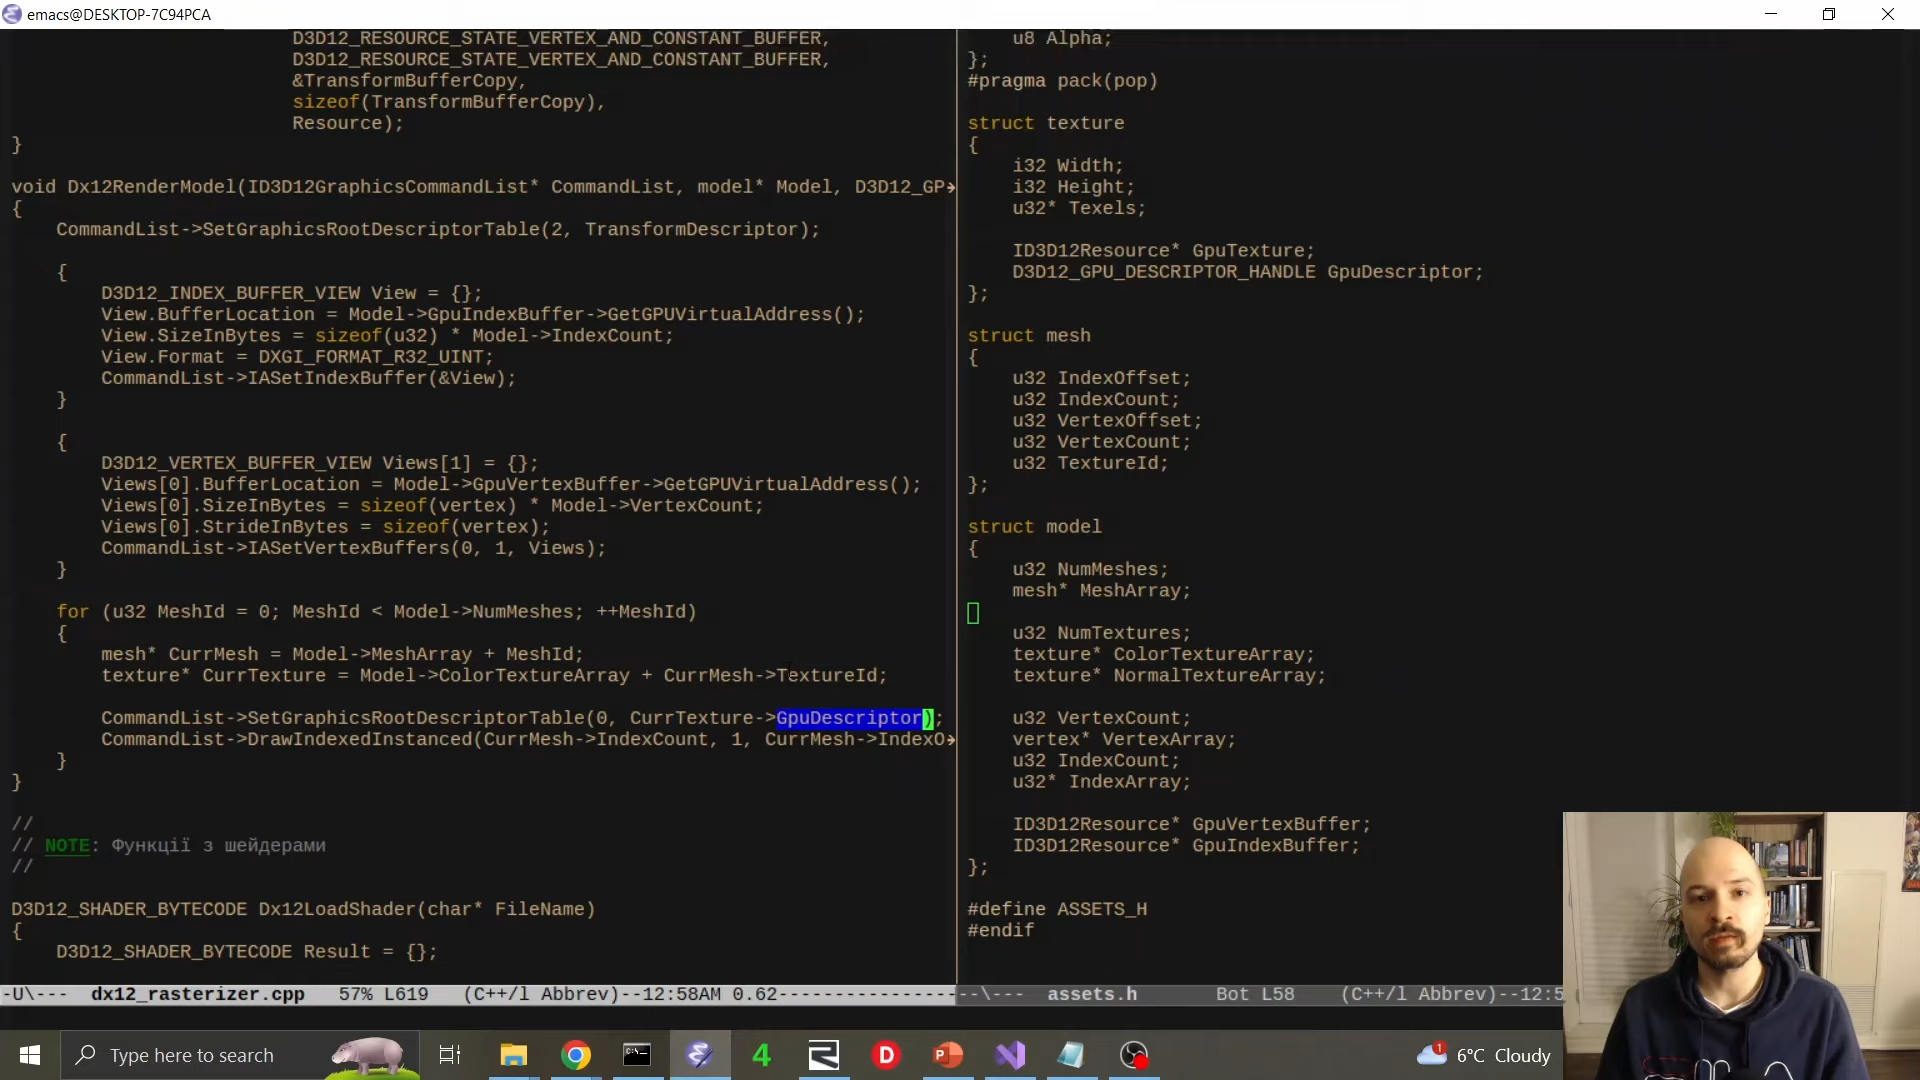 emacs@DESKTOP-7C94PCA
D3D12_RESOURCE_STATE_VERTEX_AND_CONSTANT_BUFFER,
D3D12_RESOURCE_STATE_VERTEX_AND_CONSTANT_BUFFER,
&TransformBufferCopy,
sizeof(TransformBufferCopy),
Resource);
}
void Dx12RenderModel(ID3D12GraphicsCommandList* CommandList, model* Model, D3D12_GP
{
CommandList->SetGraphicsRootDescriptorTable(2, TransformDescriptor);
{
D3D12_INDEX_BUFFER_VIEW View = {};
View.BufferLocation = Model->GpuIndexBuffer->GetGPUVirtualAddress();
View.SizeInBytes = sizeof(u32) * Model->IndexCount;
View.Format = DXGI_FORMAT_R32_UINT;
CommandList->IASetIndexBuffer(&View);
}
{
D3D12_VERTEX_BUFFER_VIEW Views[1] = {};
Views[0].BufferLocation = Model->GpuVertexBuffer->GetGPUVirtualAddress();
Views[0].SizeInBytes = sizeof(vertex) * Model->VertexCount;
Views[0].StrideInBytes = sizeof(vertex);
CommandList->IASetVertexBuffers(0, 1, Views);
}
for (u32 MeshId = 0; MeshId < Model->NumMeshes; ++MeshId)
{
mesh* CurrMesh = Model->MeshArray + MeshId;
texture* CurrTexture = Model->ColorTextureArray + CurrMesh->TextureId;
CommandList->SetGraphicsRootDescriptorTable(0, CurrTexture->GpuDescriptor);
CommandList->DrawIndexedInstanced(CurrMesh->IndexCount, 1, CurrMesh->IndexO
}
}
//
// NOTE: Функції з шейдерами
//
D3D12_SHADER_BYTECODE Dx12LoadShader(char* FileName)
{
D3D12_SHADER_BYTECODE Result = {};
-U\--- dx12_rasterizer.cpp 57% L619 (C++/l Abbrev)--12:58AM 0.62-----------------
u8 Alpha;
};
#pragma pack(pop)
struct texture
{
i32 Width;
i32 Height;
u32* Texels;
ID3D12Resource* GpuTexture;
D3D12_GPU_DESCRIPTOR_HANDLE GpuDescriptor;
};
struct mesh
{
u32 IndexOffset;
u32 IndexCount;
u32 VertexOffset;
u32 VertexCount;
u32 TextureId;
};
struct model
{
u32 NumMeshes;
mesh* MeshArray;
u32 NumTextures;
texture* ColorTextureArray;
texture* NormalTextureArray;
u32 VertexCount;
vertex* VertexArray;
u32 IndexCount;
u32* IndexArray;
ID3D12Resource* GpuVertexBuffer;
ID3D12Resource* GpuIndexBuffer;
};
#define ASSETS_H
#endif
--\--- assets.h Bot L58 (C++/l Abbrev)--12:5
Type here to search
4
D
P
1
6°C Cloudy